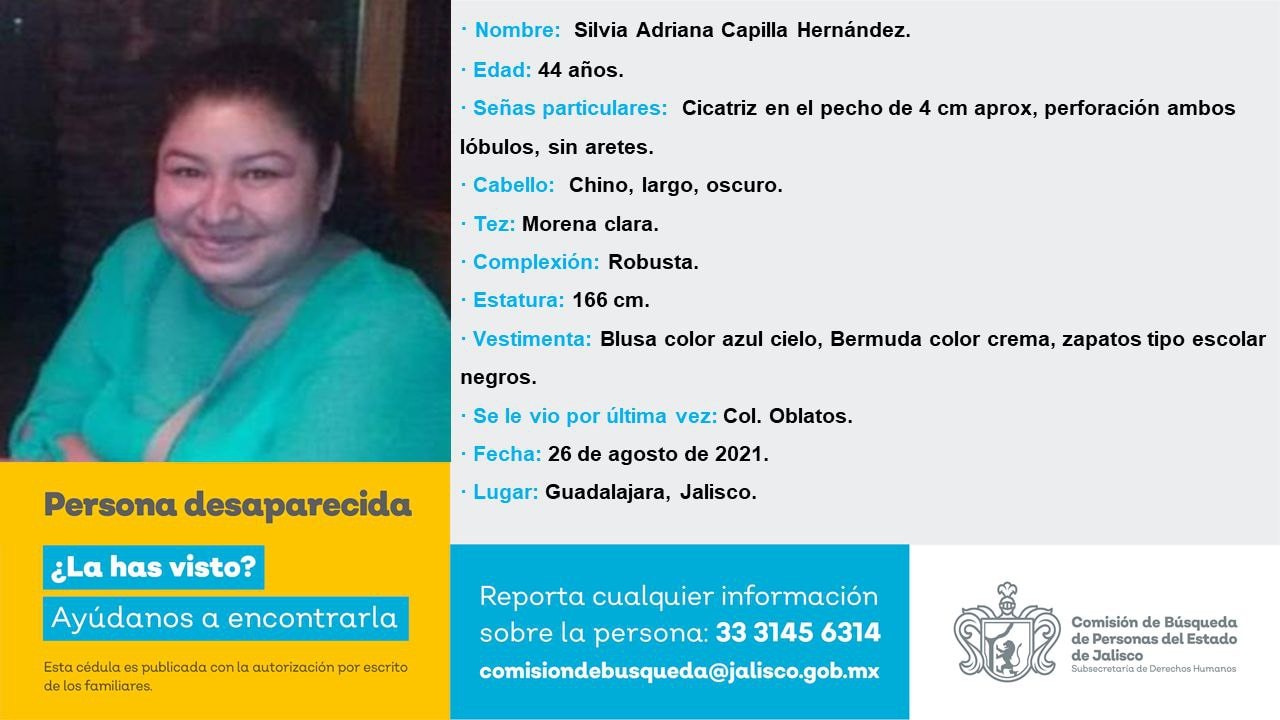 · Nombre: Silvia Adriana Capilla Hernández.
· Edad: 44 años.
· Señas particulares: Cicatriz en el pecho de 4 cm aprox, perforación ambos
lóbulos, sin aretes.
· Cabello: Chino, largo, oscuro.
· Tez: Morena clara.
· Complexión: Robusta.
· Estatura: 166 cm.
· Vestimenta: Blusa color azul cielo, Bermuda color crema, zapatos tipo escolar
negros.
· Se le vio por última vez: Col. Oblatos.
· Fecha: 26 de agosto de 2021.
· Lugar: Guadalajara, Jalisco.
Persona desaparecida
¿La has visto?
Ayúdanos a encontrarla
Esta cédula es publicada con la autorización por escrito
de los familiares.
Reporta cualquier información
sobre la persona: 33 3145 6314
comisiondebusqueda@jalisco.gob.mx
Comisión de Búsqueda
de Personas del Estado
de Jalisco
Subsecretaría de Derechos Humanos